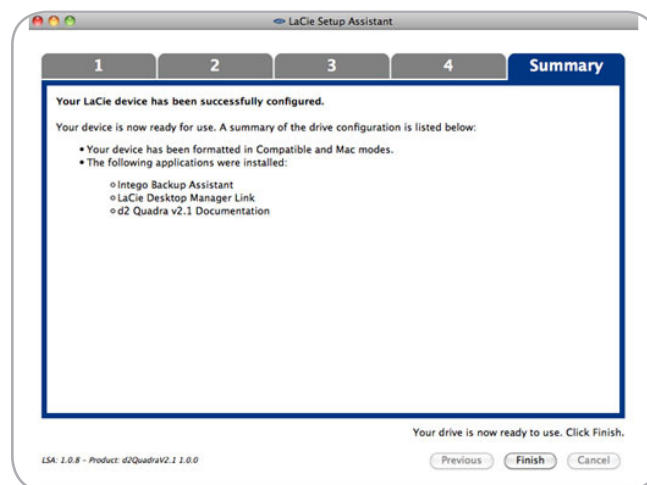 LaCie Setup Assistant
1 2 3 4 Summary
Your LaCie device has been successfully configured.
Your device is now ready for use. A summary of the drive configuration is listed below:
• Your device has been formatted in Compatible and Mac modes.
• The following applications were installed:
Intego Backup Assistant
LaCie Desktop Manager Link
d2 Quadra v2.1 Documentation
Your drive is now ready to use. Click Finish.
LSA: 1.0.8 - Product: d2QuadraV2.1 1.0.0
Previous Finish Cancel